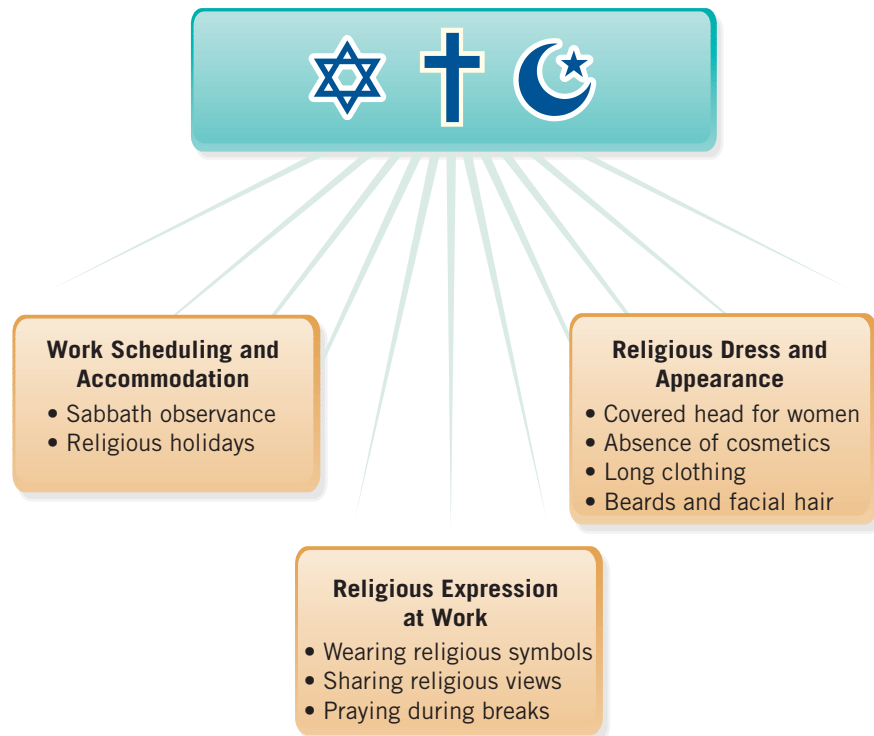 Work Scheduling and
Accommodation
• Sabbath observance
• Religious holidays
Religious Dress and
Appearance
• Covered head for women
• Absence of cosmetics
• Long clothing
• Beards and facial hair
Religious Expression
at Work
• Wearing religious symbols
• Sharing religious views
• Praying during breaks